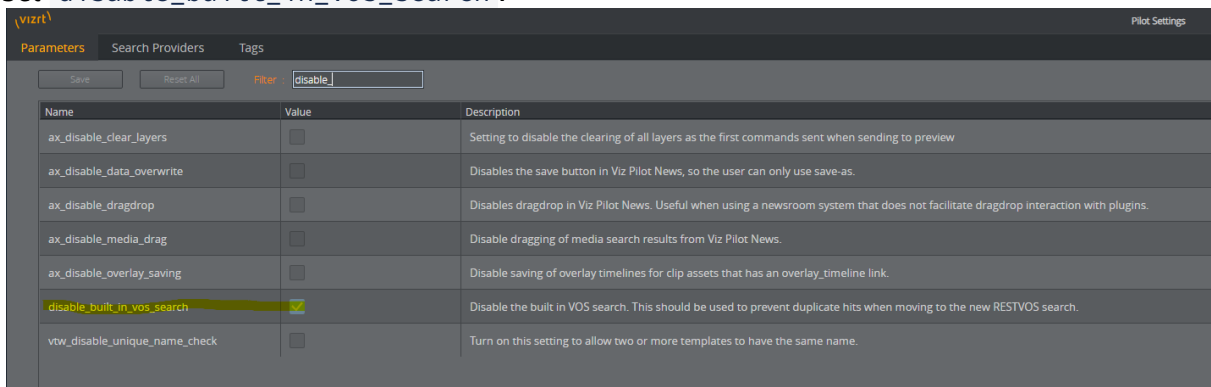 set disable_built_in_vos_search.
\vizrt\
Pilot Settings
Parameters Search Providers Tags
Save Reset All Filter : disable_
Name Value Description
ax_disable_clear_layers Setting to disable the clearing of all layers as the first commands sent when sending to preview
ax_disable_data_overwrite Disables the save button in Viz Pilot News, so the user can only use save-as.
ax_disable_dragdrop Disables dragdrop in Viz Pilot News. Useful when using a newsroom system that does not facilitate dragdrop interaction with plugins.
ax_disable_media_drag Disable dragging of media search results from Viz Pilot News.
ax_disable_overlay_saving Disable saving of overlay timelines for clip assets that has an overlay_timeline link.
disable_built_in_vos_search Disable the built in VOS search. This should be used to prevent duplicate hits when moving to the new RESTVOS search.
vtw_disable_unique_name_check Turn on this setting to allow two or more templates to have the same name.